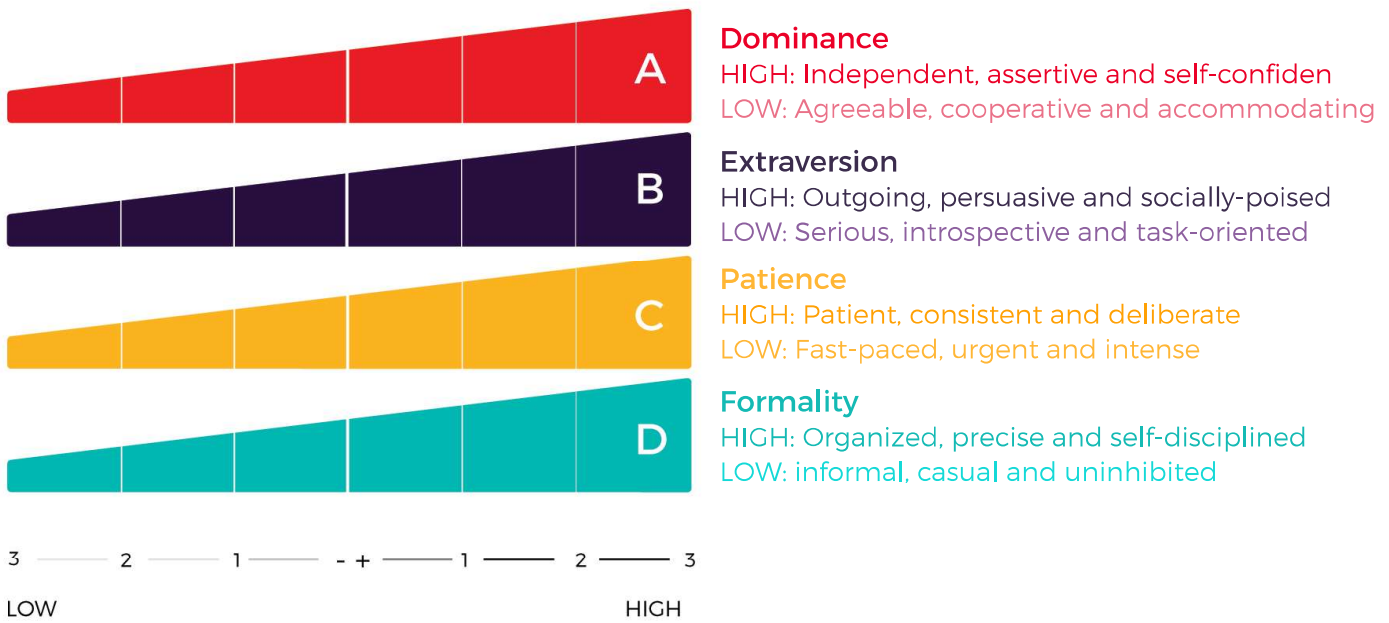 A
Dominance
HIGH: Independent, assertive and self-confiden
LOW: Agreeable, cooperative and accommodating
B
Extraversion
HIGH: Outgoing, persuasive and socially-poised
LOW: Serious, introspective and task-oriented
C
Patience
HIGH: Patient, consistent and deliberate
LOW: Fast-paced, urgent and intense
D
Formality
HIGH: Organized, precise and self-disciplined
LOW: informal, casual and uninhibited
3 2 1 - + 1 2 3
LOW HIGH